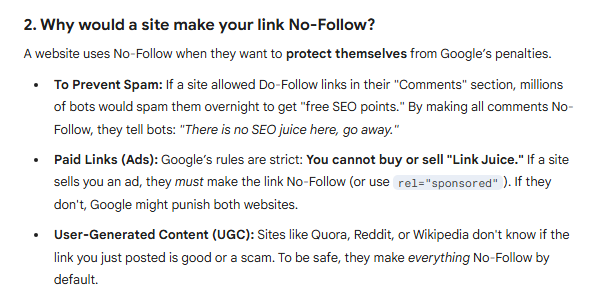 2. Why would a site make your link No-Follow?
A website uses No-Follow when they want to protect themselves from Google's penalties.
• To Prevent Spam: If a site allowed Do-Follow links in their "Comments" section, millions
of bots would spam them overnight to get "free SEO points." By making all comments No-
Follow, they tell bots: "There is no SEO juice here, go away."
• Paid Links (Ads): Google's rules are strict: You cannot buy or sell "Link Juice." If a site
sells you an ad, they must make the link No-Follow (or use rel="sponsored" ). If they
don't, Google might punish both websites.
• User-Generated Content (UGC): Sites like Quora, Reddit, or Wikipedia don't know if the
link you just posted is good or a scam. To be safe, they make everything No-Follow by
default.